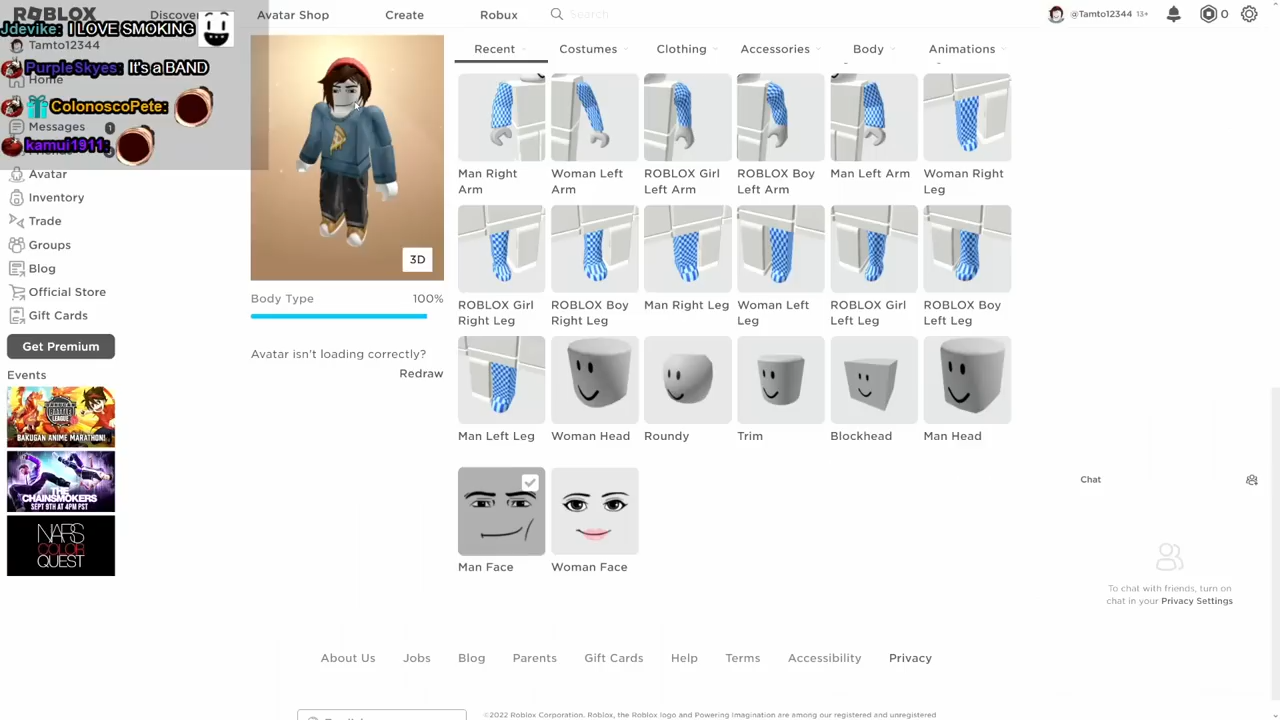 ROBLOX
Discover
Avatar Shop
Create
Robux
Search
@Tamto12344 13+
0
Jdevike: I LOVE SMOKING
Tamto12344
PurpleSkyes: It's a BAND
Home
ColonoscoPete:
Messages
1
kamui1911:
Avatar
Inventory
Trade
Groups
Blog
Official Store
Gift Cards
Get Premium
Events
BAKUGAN ANIME MARATHON!
THE CHAINSMOKERS
SEPT 9TH AT 4PM PST
NARS COLOR QUEST
3D
Body Type 100%
Avatar isn't loading correctly?
Redraw
Recent
Costumes
Clothing
Accessories
Body
Animations
Man Right Arm
Woman Left Arm
ROBLOX Girl Left Arm
ROBLOX Boy Left Arm
Man Left Arm
Woman Right Leg
ROBLOX Girl Right Leg
ROBLOX Boy Right Leg
Man Right Leg
Woman Left Leg
ROBLOX Girl Left Leg
ROBLOX Boy Left Leg
Man Left Leg
Woman Head
Roundy
Trim
Blockhead
Man Head
Man Face
Woman Face
Chat
To chat with friends, turn on
chat in your Privacy Settings
About Us
Jobs
Blog
Parents
Gift Cards
Help
Terms
Accessibility
Privacy
©2022 Roblox Corporation. Roblox, the Roblox logo and Powering Imagination are among our registered and unregistered